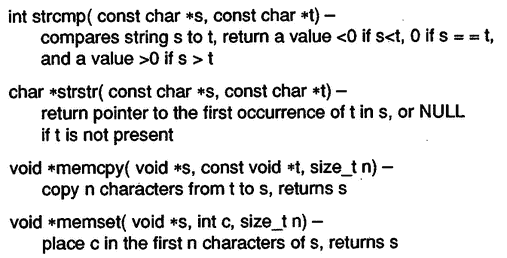 int strcmp( const char *s, const char *t) –
compares string s to t, return a value <0 if s<t, 0 if s = = t,
and a value >0 if s > t
char *strstr( const char *s, const char *t) –
return pointer to the first occurrence of t in s, or NULL
if t is not present
void *memcpy( void *s, const void *t, size_t n) –
copy n characters from t to s, returns s
void *memset( void *s, int c, size_t n) –
place c in the first n characters of s, returns s